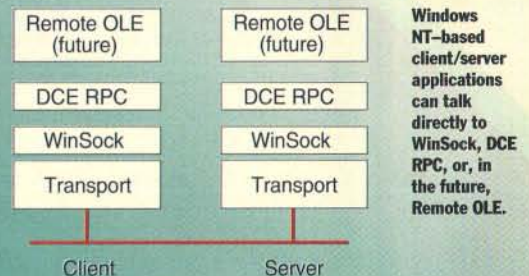 Remote OLE
(future)
DCE RPC
WinSock
Transport
Client
Remote OLE
(future)
DCE RPC
WinSock
Transport
Server
Windows
NT–based
client/server
applications
can talk
directly to
WinSock, DCE
RPC, or, in
the future,
Remote OLE.